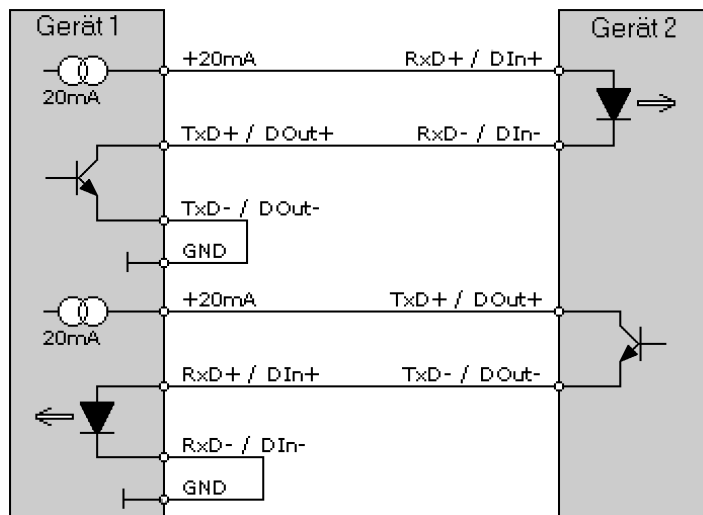 Gerät 1
Gerät 2
+20mA
RxD+ / DIn+
20mA
TxD+ / DOut+
RxD- / DIn-
TxD- / DOut-
GND
+20mA
TxD+ / DOut+
20mA
RxD+ / DIn+
TxD- / DOut-
RxD- / DIn-
GND